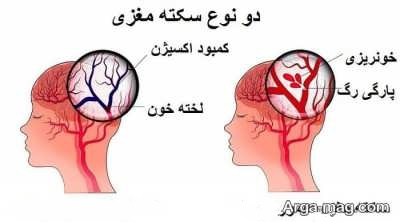 دو نوع سکته مغزی
خونریزی
پارگی رگ
کمبود اکسیژن
لخته خون
Arga-mag.com